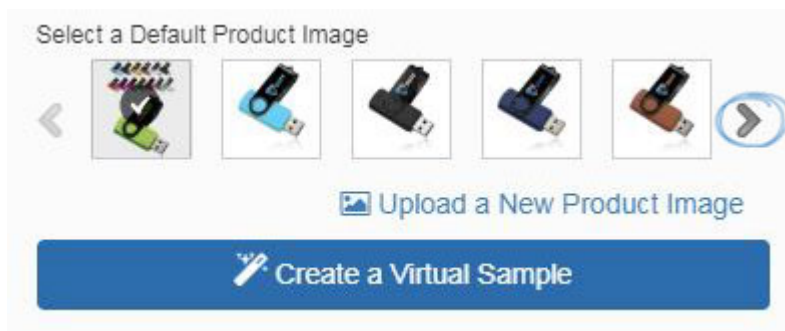 Select a Default Product Image
Upload a New Product Image
Create a Virtual Sample